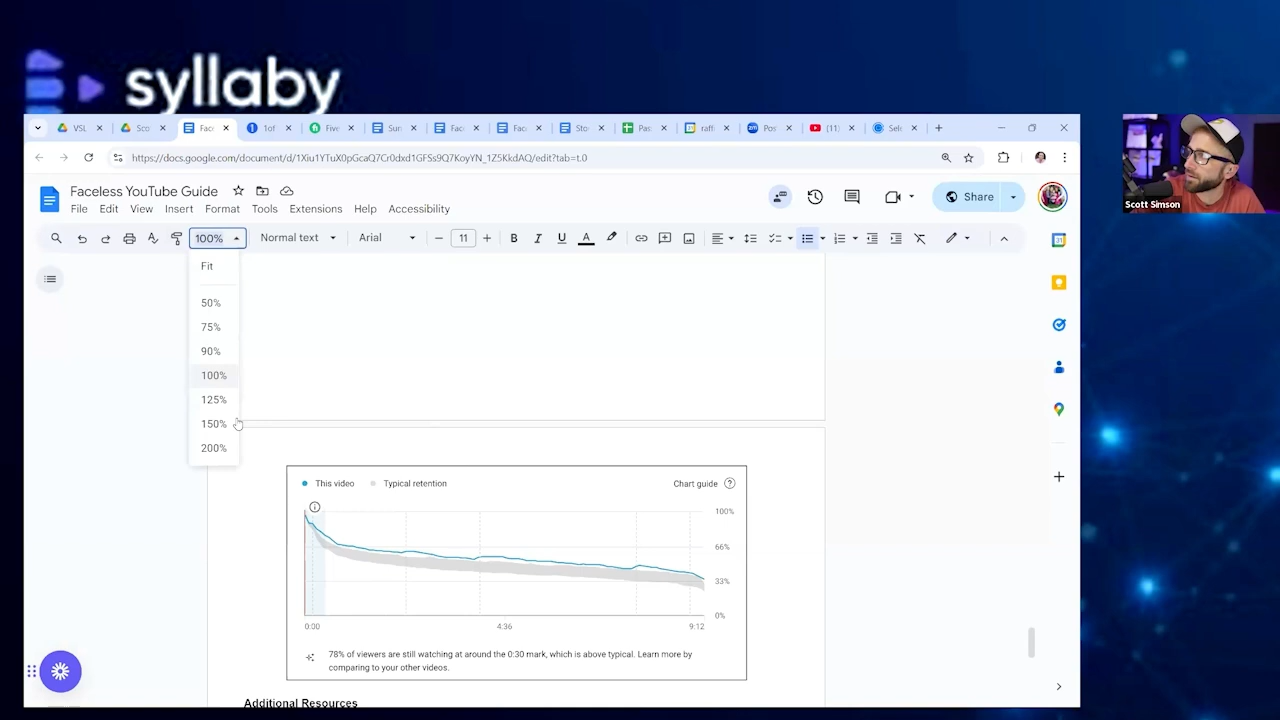 syllaby
VSL
Sco
Face
1of
Five
Sun
Face
Face
Sto
Pas
raff
Pos
(11)
Sele
https://docs.google.com/document/d/1Xiu1YTuX0pGcaQ7Cr0dxd1GFSs9Q7KoyYN_1Z5KkdAQ/edit?tab=t.0
Faceless YouTube Guide
File Edit View Insert Format Tools Extensions Help Accessibility
Share
Scott Simson
100% Normal text Arial 11 B I U A
Fit
50%
75%
90%
100%
125%
150%
200%
This video Typical retention Chart guide
100%
66%
33%
0%
0:00 4:36 9:12
78% of viewers are still watching at around the 0:30 mark, which is above typical. Learn more by
comparing to your other videos.
Additional Resources